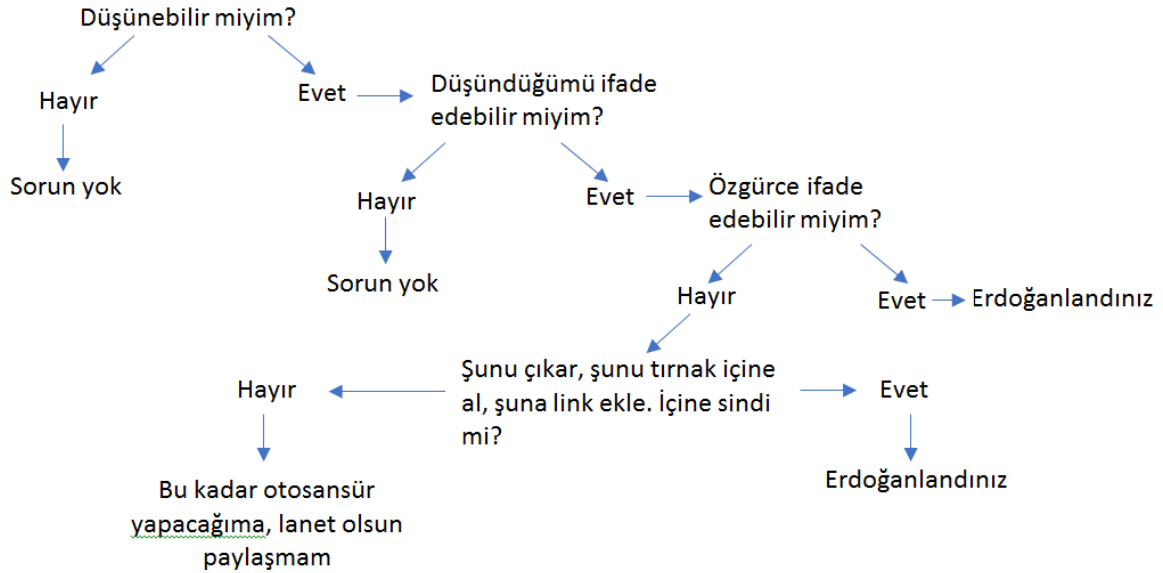 Düşünebilir miyim?
Hayır
Evet
Düşündüğümü ifade
edebilir miyim?
Sorun yok
Hayır
Evet
Özgürce ifade
edebilir miyim?
Sorun yok
Hayır
Evet
Erdoğanlandınız
Şunu çıkar, şunu tırnak içine
al, şuna link ekle. İçine sindi
mi?
Hayır
Evet
Bu kadar otosansür
yapacağıma, lanet olsun
paylaşmam
Erdoğanlandınız